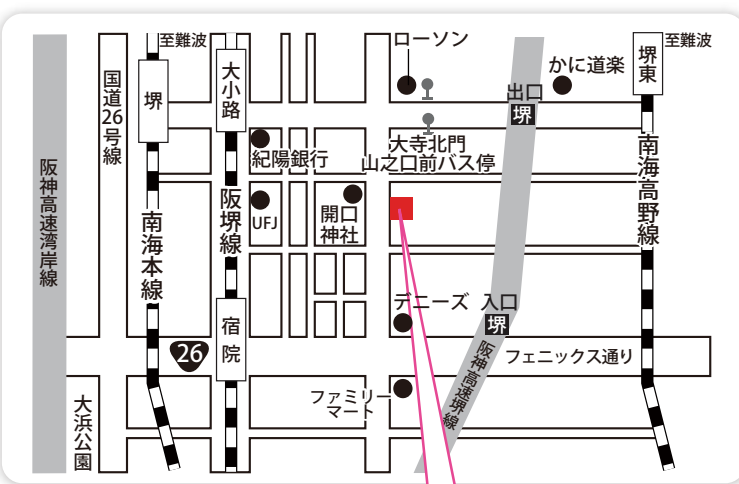 至難波
至難波
ローソン
かに道楽
国道26号線
堺
大小路
堺東
出口
堺
紀陽銀行
大寺北門
山之口前バス停
阪神高速湾岸線
南海本線
阪堺線
UFJ
開口
神社
南海高野線
デニーズ
入口
堺
宿院
26
フェニックス通り
阪神高速堺線
ファミリー
マート
大浜公園